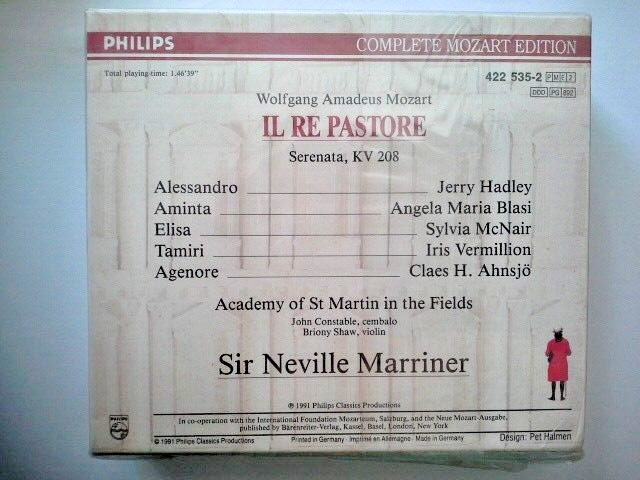 PHILIPS COMPLETE MOZART EDITION
Total playing time: 1.46'39" 422 535-2 PME 2
DDD PG 892
Wolfgang Amadeus Mozart
IL RE PASTORE
Serenata, KV 208
Alessandro Jerry Hadley
Aminta Angela Maria Blasi
Elisa Sylvia McNair
Tamiri Iris Vermillion
Agenore Claes H. Ahnsjö
Academy of St Martin in the Fields
John Constable, cembalo
Briony Shaw, violin
Sir Neville Marriner
℗ 1991 Philips Classics Productions
In co-operation with the International Foundation Mozarteum, Salzburg, and the Neue Mozart-Ausgabe,
published by Bärenreiter-Verlag, Kassel, Basel, London, New York
PHILIPS
© 1991 Philips Classics Productions Printed in Germany · Imprimé en Allemagne · Made in Germany Design: Pet Halmen